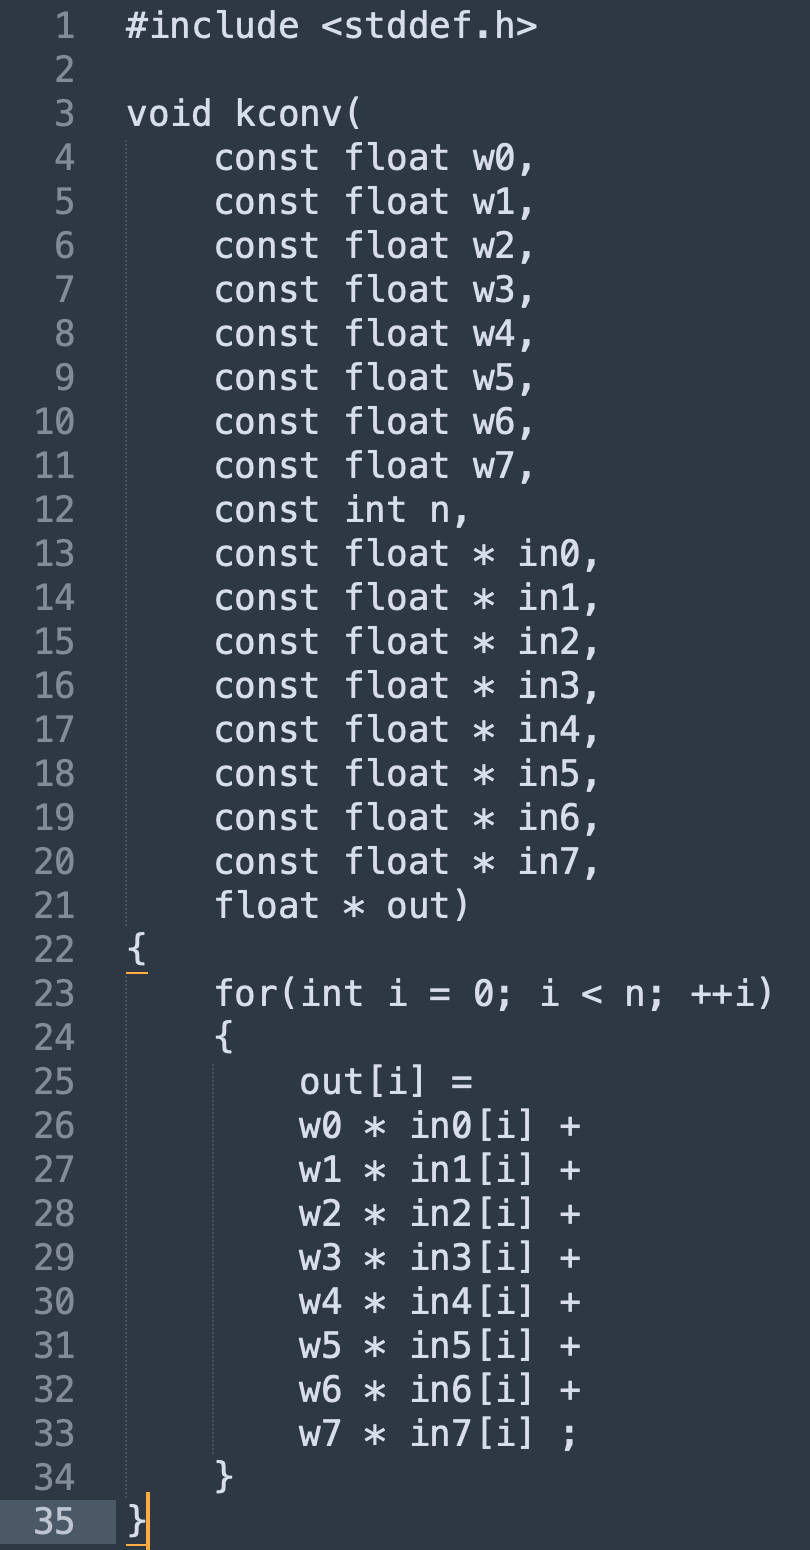 1 #include <stddef.h>
2
3 void kconv(
4 const float w0,
5 const float w1,
6 const float w2,
7 const float w3,
8 const float w4,
9 const float w5,
10 const float w6,
11 const float w7,
12 const int n,
13 const float * in0,
14 const float * in1,
15 const float * in2,
16 const float * in3,
17 const float * in4,
18 const float * in5,
19 const float * in6,
20 const float * in7,
21 float * out)
22 {
23 for(int i = 0; i < n; ++i)
24 {
25 out[i] =
26 w0 * in0[i] +
27 w1 * in1[i] +
28 w2 * in2[i] +
29 w3 * in3[i] +
30 w4 * in4[i] +
31 w5 * in5[i] +
32 w6 * in6[i] +
33 w7 * in7[i] ;
34 }
35 }